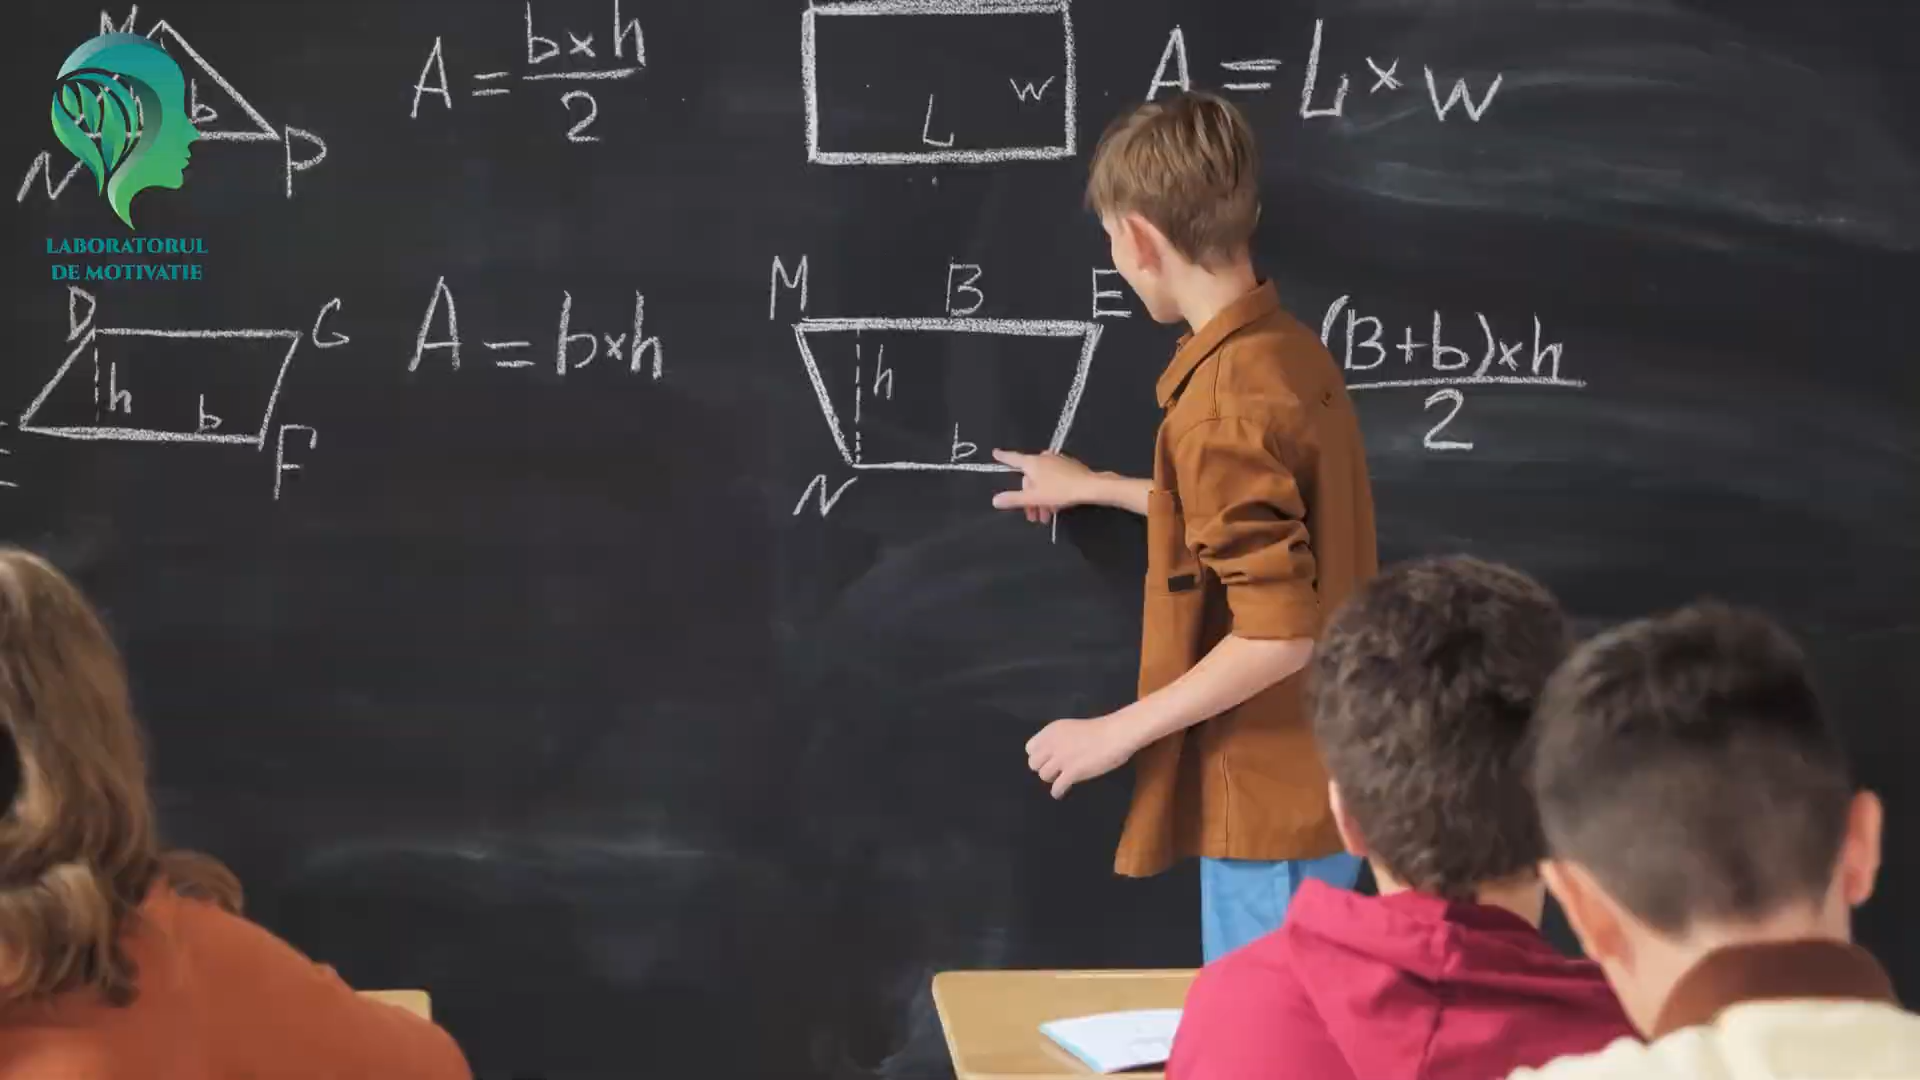 M
b
N
P
A = b×h
2
L
w
A = L×w
LABORATORUL
DE MOTIVATIE
D
G
h
b
F
A = b×h
M
B
E
h
b
N
(B+b)×h
2